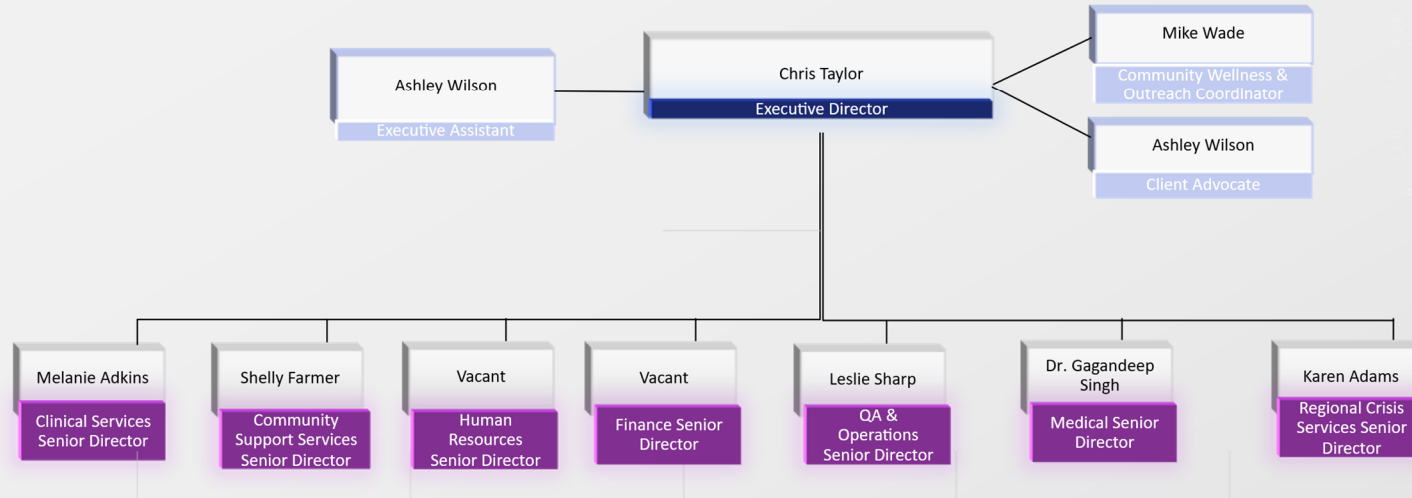 Mike Wade
Community Wellness &
Outreach Coordinator
Chris Taylor
Executive Director
Ashley Wilson
Executive Assistant
Ashley Wilson
Client Advocate
Melanie Adkins
Clinical Services
Senior Director
Shelly Farmer
Community
Support Services
Senior Director
Vacant
Human
Resources
Senior Director
Vacant
Finance Senior
Director
Leslie Sharp
QA &
Operations
Senior Director
Dr. Gagandeep
Singh
Medical Senior
Director
Karen Adams
Regional Crisis
Services Senior
Director